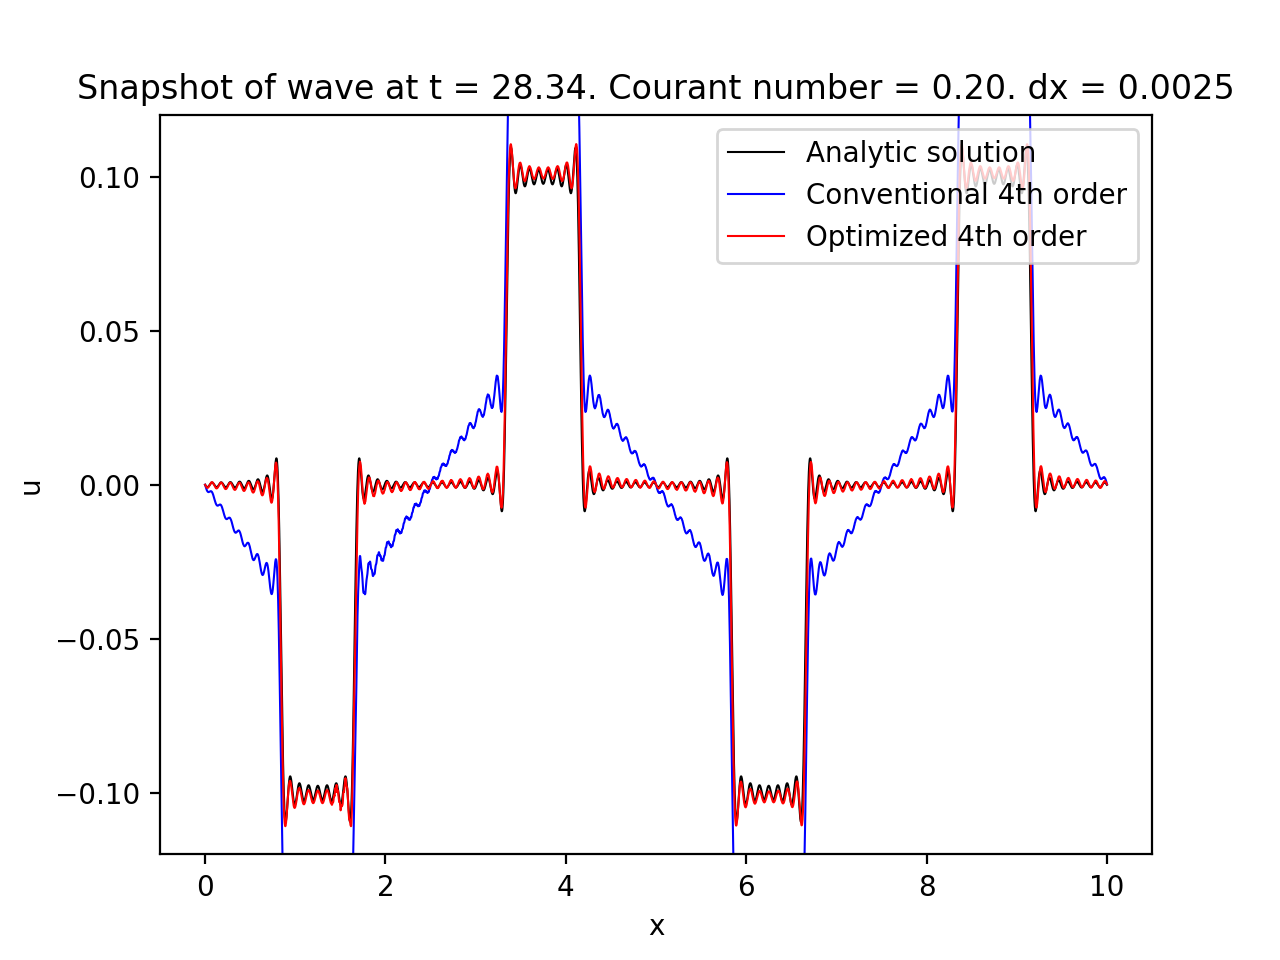 Snapshot of wave at t = 28.34. Courant number = 0.20. dx = 0.0025
Analytic solution
Conventional 4th order
Optimized 4th order
0.10
0.05
0.00
−0.05
−0.10
u
0 2 4 6 8 10
x